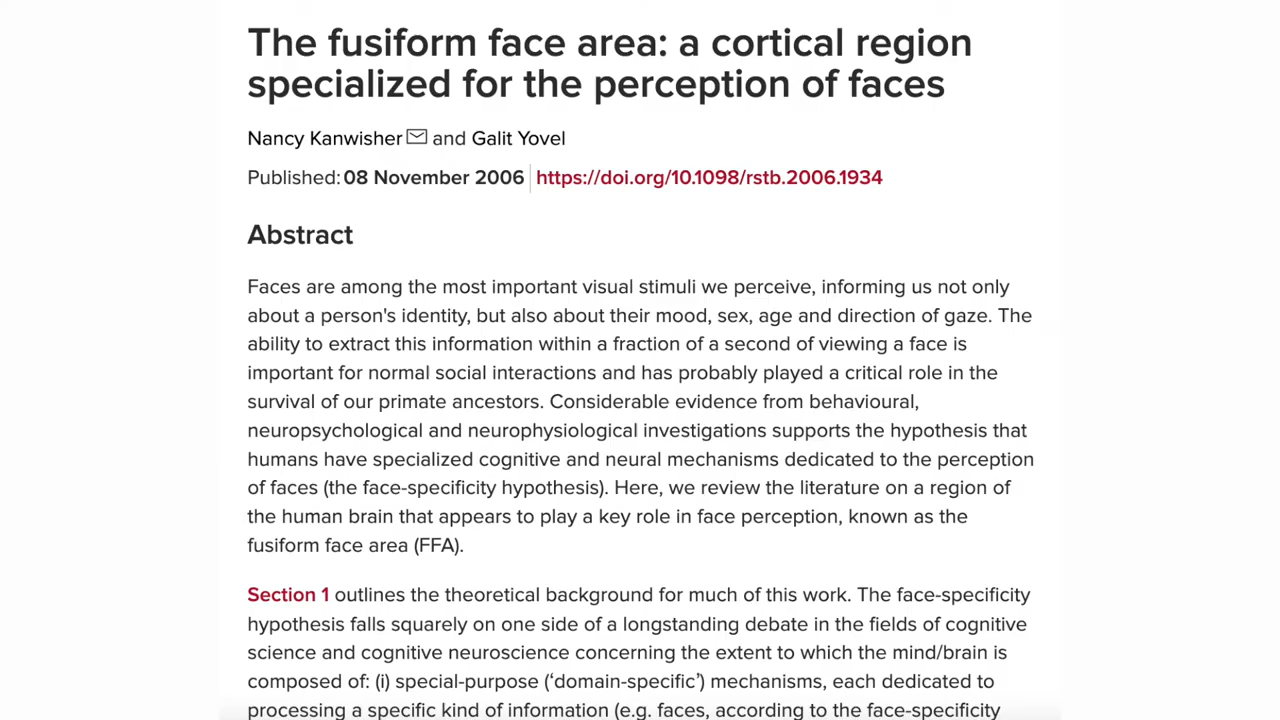 The fusiform face area: a cortical region
specialized for the perception of faces
Nancy Kanwisher and Galit Yovel
Published: 08 November 2006 https://doi.org/10.1098/rstb.2006.1934
Abstract
Faces are among the most important visual stimuli we perceive, informing us not only
about a person's identity, but also about their mood, sex, age and direction of gaze. The
ability to extract this information within a fraction of a second of viewing a face is
important for normal social interactions and has probably played a critical role in the
survival of our primate ancestors. Considerable evidence from behavioural,
neuropsychological and neurophysiological investigations supports the hypothesis that
humans have specialized cognitive and neural mechanisms dedicated to the perception
of faces (the face-specificity hypothesis). Here, we review the literature on a region of
the human brain that appears to play a key role in face perception, known as the
fusiform face area (FFA).
Section 1 outlines the theoretical background for much of this work. The face-specificity
hypothesis falls squarely on one side of a longstanding debate in the fields of cognitive
science and cognitive neuroscience concerning the extent to which the mind/brain is
composed of: (i) special-purpose (‘domain-specific’) mechanisms, each dedicated to
processing a specific kind of information (e.g. faces, according to the face-specificity